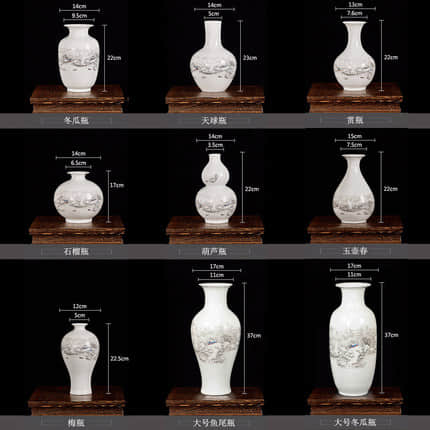 14cm
9.5cm
22cm
冬瓜瓶
14cm
5cm
23cm
天球瓶
13cm
7.6cm
22cm
赏瓶
14cm
6.5cm
17cm
石榴瓶
14cm
3.5cm
22cm
葫芦瓶
15cm
7.5cm
22cm
玉壶春
12cm
5cm
22.5cm
梅瓶
17cm
11cm
37cm
大号鱼尾瓶
17cm
11cm
37cm
大号冬瓜瓶